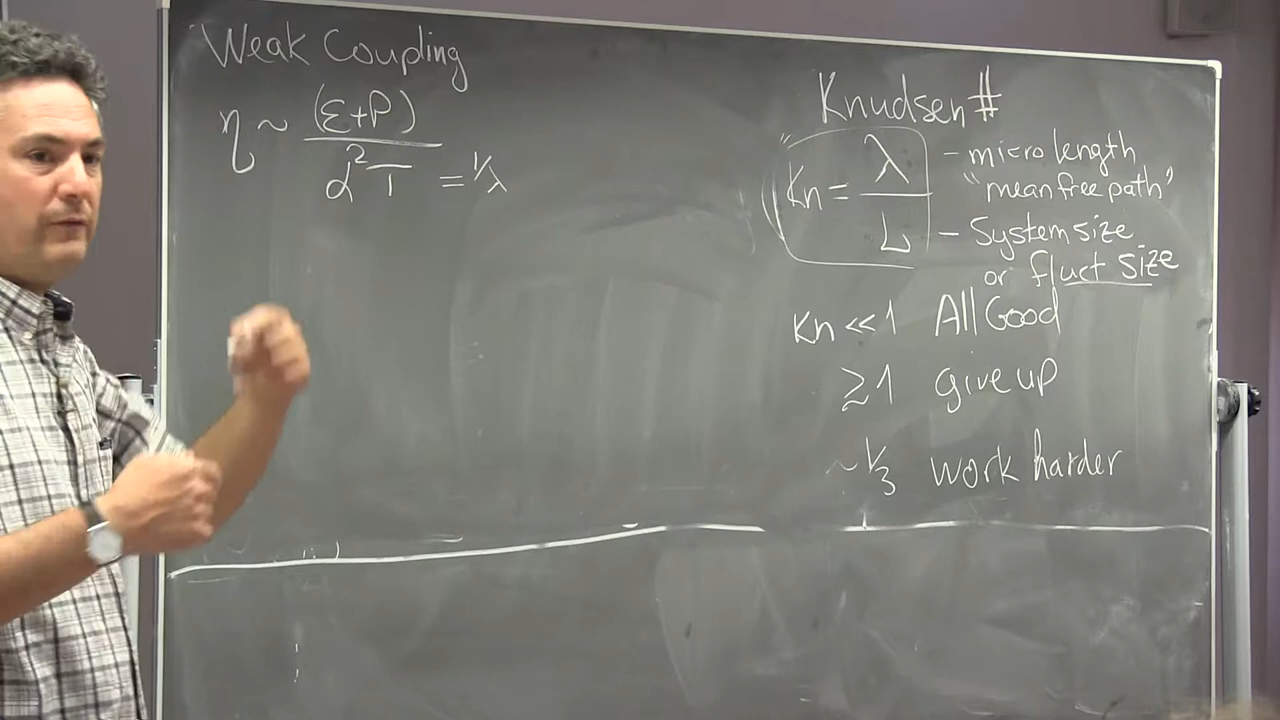 Weak Coupling
η ~ (ε+P)
α²T = 1/λ
Knudsen #
"Kn = λ/L
- micro length
"mean free path"
- System size
or fluct size
Kn << 1 All Good
≳1 give up
~ 1/3 work harder